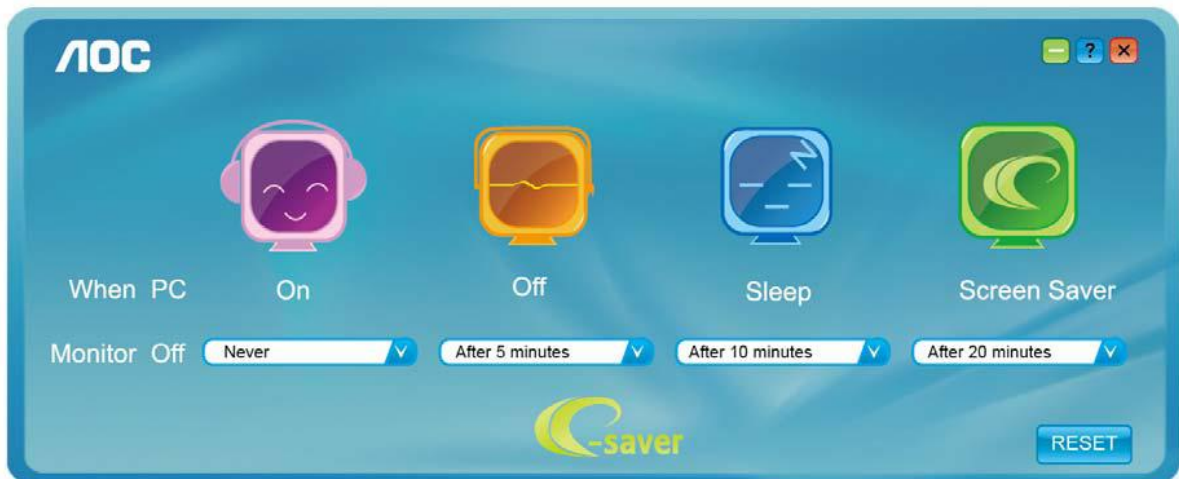 AOC
?
When PC On Off Sleep Screen Saver
Monitor Off Never After 5 minutes After 10 minutes After 20 minutes
e-saver
RESET